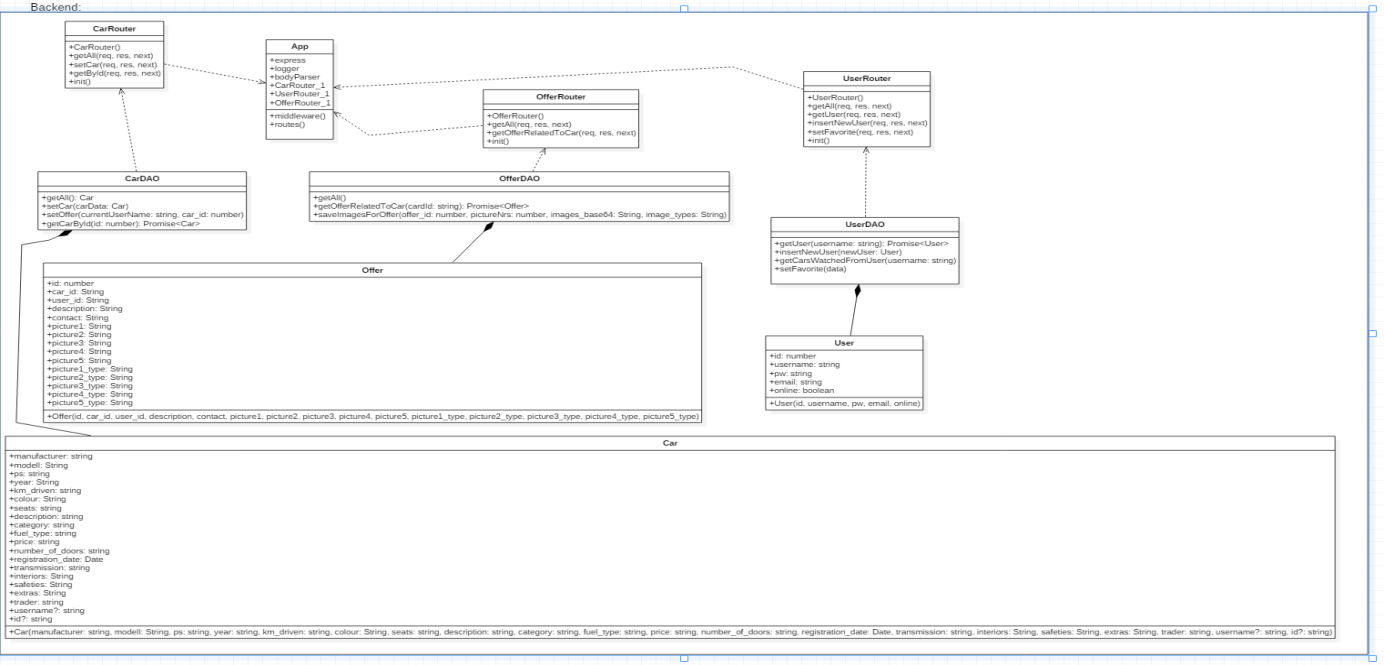 Backend:
CarRouter
+CarRouter()
+getAll(req, res, next)
+setCar(req, res, next)
+getById(req, res, next)
+init()
App
+express
+logger
+bodyParser
+CarRouter_1
+UserRouter_1
+OfferRouter_1
+middleware()
+routes()
OfferRouter
+OfferRouter()
+getAll(req, res, next)
+getOfferRelatedToCar(req, res, next)
+init()
UserRouter
+UserRouter()
+getAll(req, res, next)
+getUser(req, res, next)
+insertNewUser(req, res, next)
+setFavorite(req, res, next)
+init()
CarDAO
+getAll(): Car
+setCar(carData: Car)
+setOffer(currentUserName: string, car_id: number)
+getCarById(id: number): Promise<Car>
OfferDAO
+getAll()
+getOfferRelatedToCar(cardId: string): Promise<Offer>
+saveImagesForOffer(offer_id: number, pictureNrs: number, images_base64: String, image_types: String)
UserDAO
+getUser(username: string): Promise<User>
+insertNewUser(newUser: User)
+getCarsWatchedFromUser(username: string)
+setFavorite(data)
Offer
+id: number
+car_id: String
+user_id: String
+description: String
+contact: String
+picture1: String
+picture2: String
+picture3: String
+picture4: String
+picture5: String
+picture1_type: String
+picture2_type: String
+picture3_type: String
+picture4_type: String
+picture5_type: String
+Offer(id, car_id, user_id, description, contact, picture1, picture2, picture3, picture4, picture5, picture1_type, picture2_type, picture3_type, picture4_type, picture5_type)
User
+id: number
+username: string
+pw: string
+email: string
+online: boolean
+User(id, username, pw, email, online)
Car
+manufacturer: string
+modell: String
+ps: string
+year: String
+km_driven: string
+colour: String
+seats: string
+description: string
+category: string
+fuel_type: string
+price: string
+number_of_doors: string
+registration_date: Date
+transmission: string
+interiors: String
+safeties: String
+extras: String
+trader: string
+username?: string
+id?: string
+Car(manufacturer: string, modell: String, ps: string, year: string, km_driven: string, colour: String, seats: string, description: string, category: string, fuel_type: string, price: string, number_of_doors: string, registration_date: Date, transmission: string, interiors: String, safeties: String, extras: String, trader: string, username?: string, id?: string)